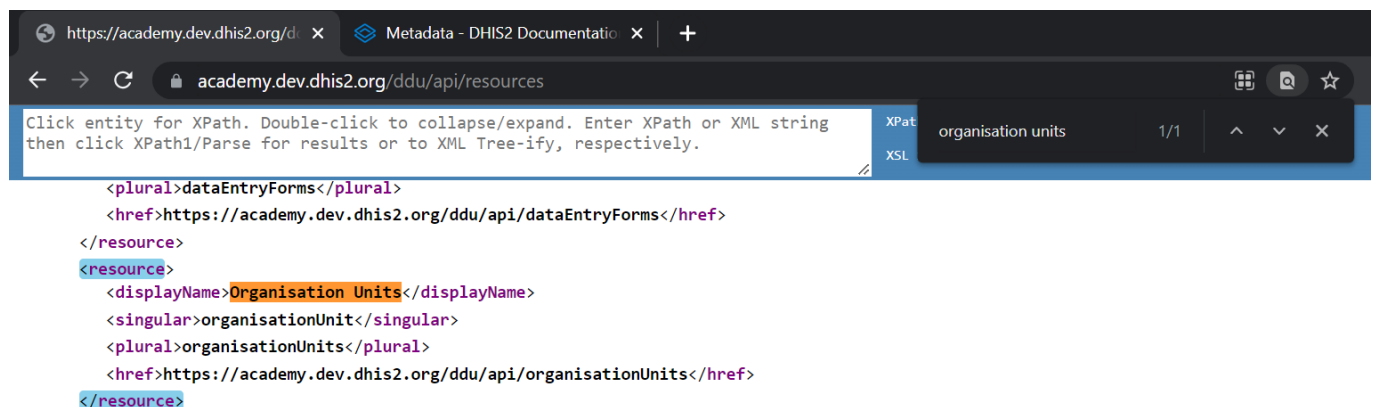 https://academy.dev.dhis2.org/d
Metadata - DHIS2 Documentatio
academy.dev.dhis2.org/ddu/api/resources
Click entity for XPath. Double-click to collapse/expand. Enter XPath or XML string
then click XPath1/Parse for results or to XML Tree-ify, respectively.
XPat
XSL
organisation units 1/1
<plural>dataEntryForms</plural>
<href>https://academy.dev.dhis2.org/ddu/api/dataEntryForms</href>
</resource>
<resource>
<displayName>Organisation Units</displayName>
<singular>organisationUnit</singular>
<plural>organisationUnits</plural>
<href>https://academy.dev.dhis2.org/ddu/api/organisationUnits</href>
</resource>